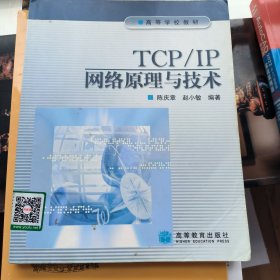 高等学校教材
TCP/IP
网络原理与技术
陈庆章 赵小敏 编著
高等教育出版社
HIGHER EDUCATION PRESS